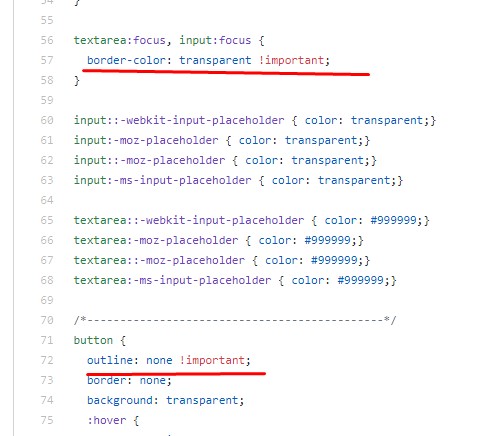 55
56 textarea:focus, input:focus {
57 border-color: transparent !important;
58 }
59
60 input::-webkit-input-placeholder { color: transparent;}
61 input:-moz-placeholder { color: transparent;}
62 input::-moz-placeholder { color: transparent;}
63 input:-ms-input-placeholder { color: transparent;}
64
65 textarea::-webkit-input-placeholder { color: #999999;}
66 textarea:-moz-placeholder { color: #999999;}
67 textarea::-moz-placeholder { color: #999999;}
68 textarea:-ms-input-placeholder { color: #999999;}
69
70 /*---------------------------------------------*/
71 button {
72 outline: none !important;
73 border: none;
74 background: transparent;
75 :hover {